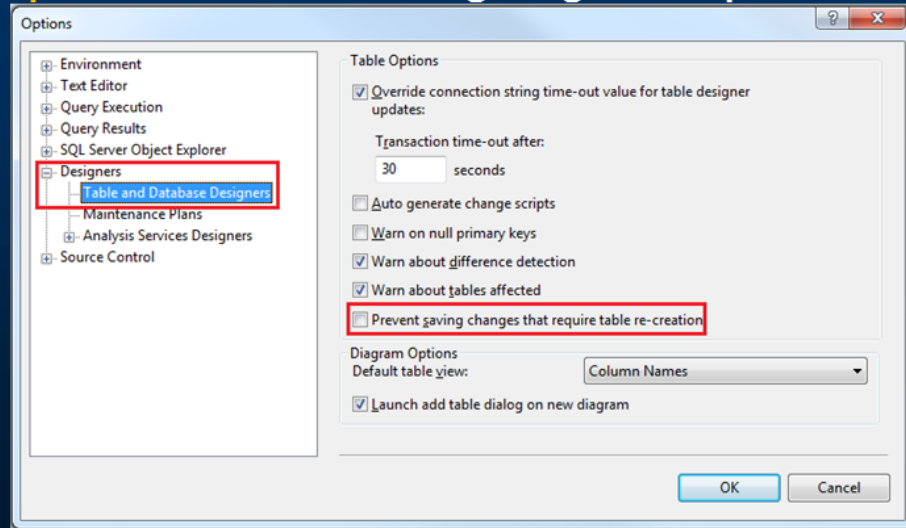 Options
Environment
Text Editor
Query Execution
Query Results
SQL Server Object Explorer
Designers
Table and Database Designers
Maintenance Plans
Analysis Services Designers
Source Control
Table Options
Override connection string time-out value for table designer
updates:
Transaction time-out after:
30 seconds
Auto generate change scripts
Warn on null primary keys
Warn about difference detection
Warn about tables affected
Prevent saving changes that require table re-creation
Diagram Options
Default table view: Column Names
Launch add table dialog on new diagram
OK Cancel